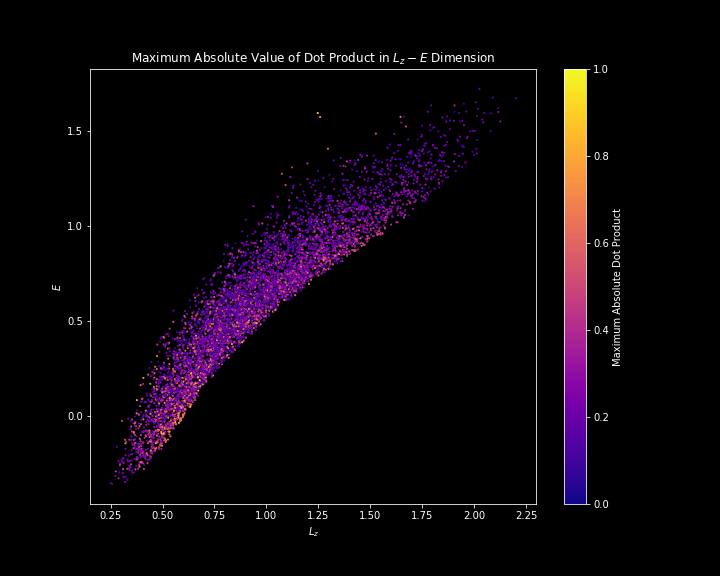 Maximum Absolute Value of Dot Product in L_z − E Dimension
1.5
1.0
0.5
0.0
E
0.25 0.50 0.75 1.00 1.25 1.50 1.75 2.00 2.25
L_z
1.0
0.8
0.6
0.4
0.2
0.0
Maximum Absolute Dot Product